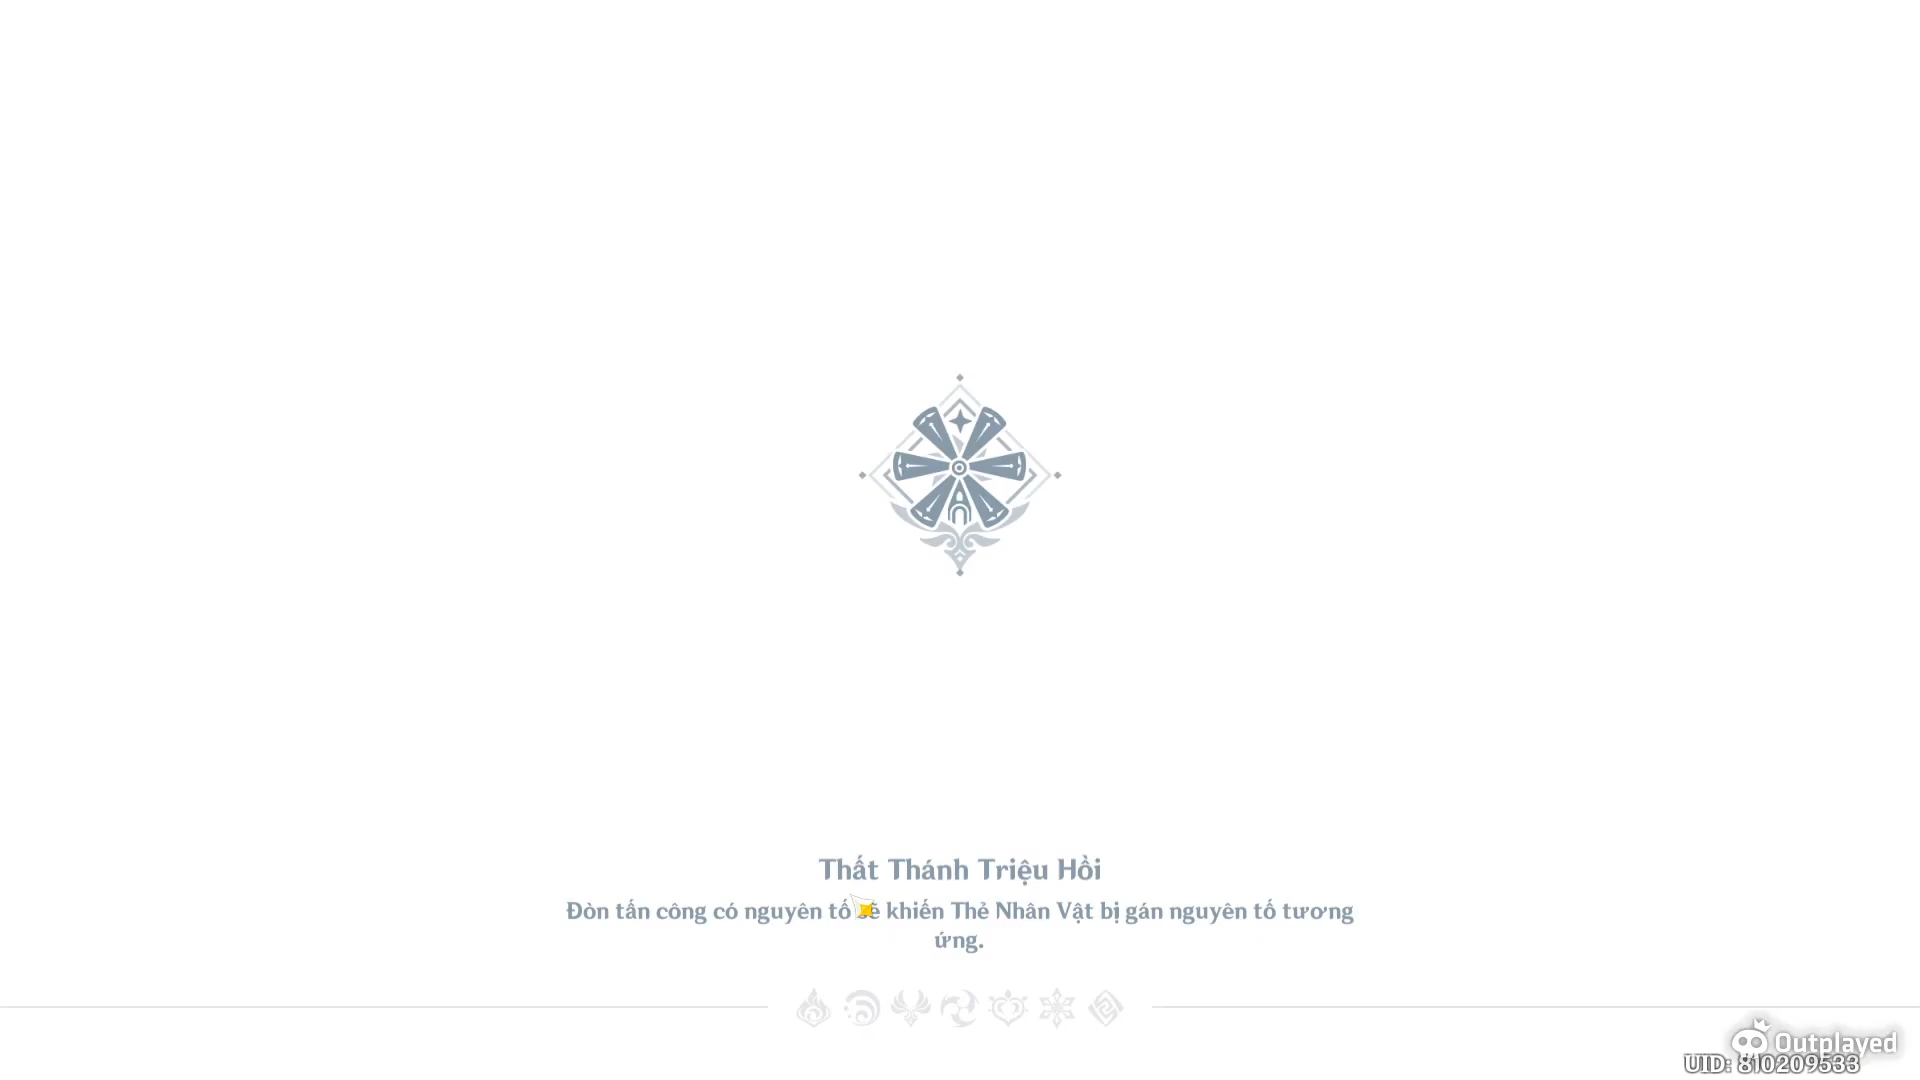 Thất Thánh Triệu Hồi
Đòn tấn công có nguyên tố sẽ khiến Thẻ Nhân Vật bị gán nguyên tố tương
ứng.
Outplayed
UID: 810209533